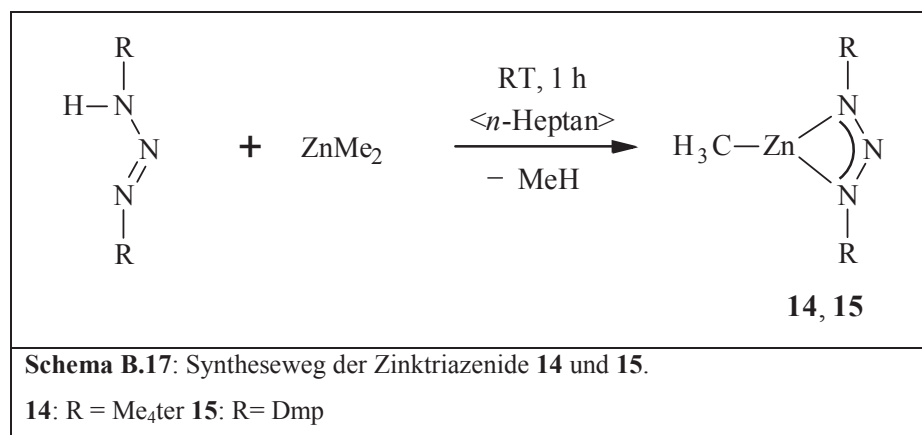 R
H–N
N
N
R
+
ZnMe₂
RT, 1 h
<n-Heptan>
− MeH
R
N
H₃C–Zn
N
N
R
14, 15
Schema B.17: Syntheseweg der Zinktriazenide 14 und 15.
14: R = Me₄ter 15: R= Dmp